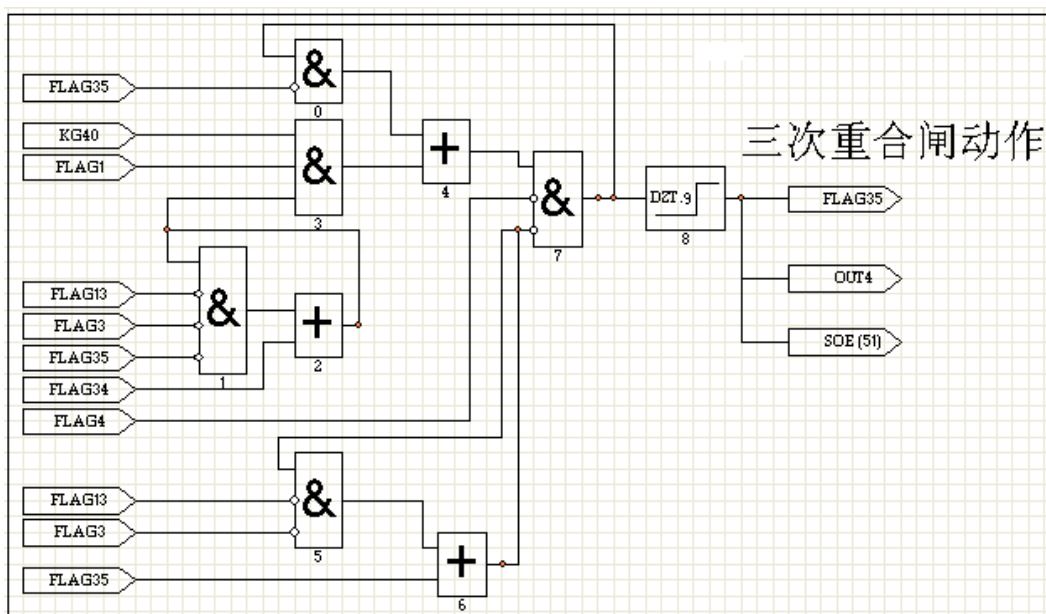 &
FLAG35
0
KG40
FLAG1
&
3
+
4
三次重合闸动作
&
7
DZT.9
8
FLAG35
OUT4
SOE(51)
FLAG13
FLAG3
FLAG35
&
1
+
2
FLAG34
FLAG4
FLAG13
FLAG3
&
5
FLAG35
+
6